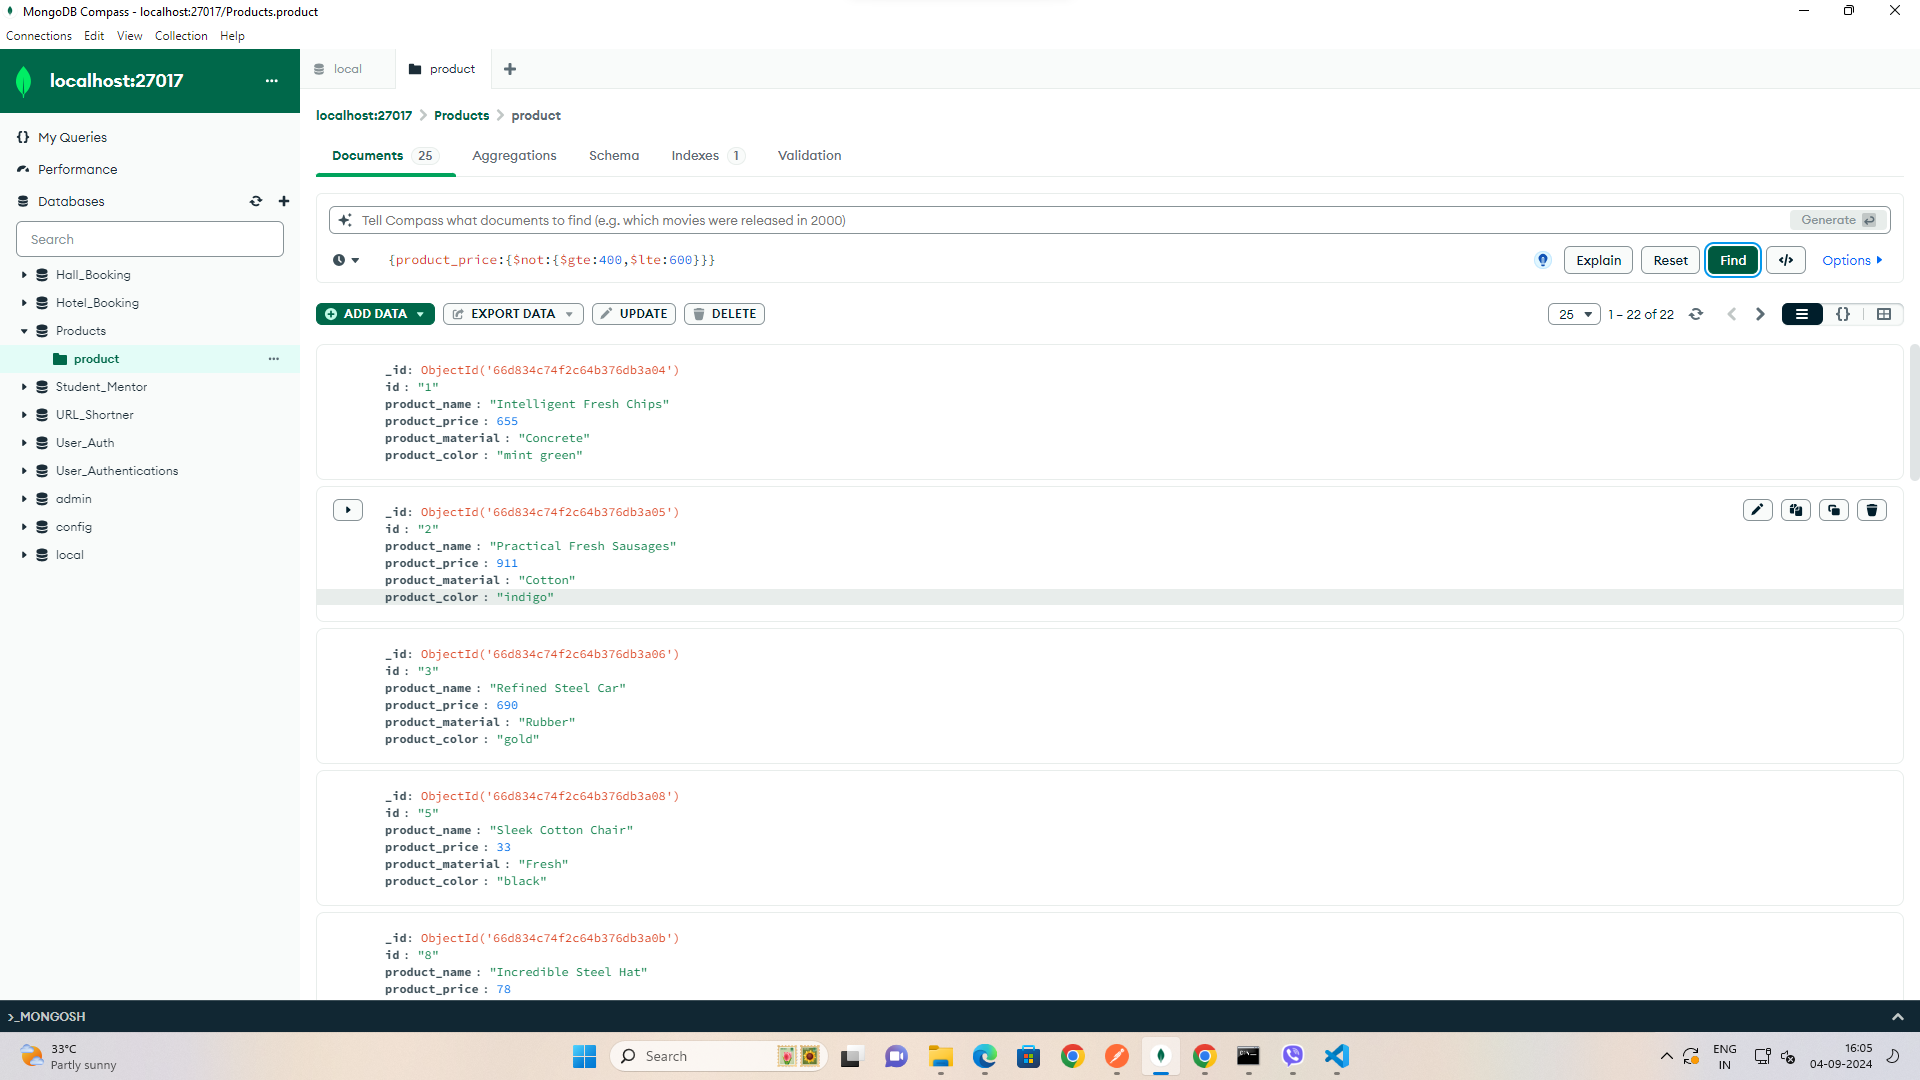 MongoDB Compass - localhost:27017/Products.product
Connections Edit View Collection Help
localhost:27017
My Queries
Performance
Databases
Search
Hall_Booking
Hotel_Booking
Products
product
Student_Mentor
URL_Shortner
User_Auth
User_Authentications
admin
config
local
local product
localhost:27017 > Products > product
Documents 25 Aggregations Schema Indexes 1 Validation
Tell Compass what documents to find (e.g. which movies were released in 2000) Generate
{product_price:{$not:{$gte:400,$lte:600}}} Explain Reset Find </> Options
ADD DATA EXPORT DATA UPDATE DELETE 25 1 – 22 of 22 {}
_id: ObjectId('66d834c74f2c64b376db3a04')
id : "1"
product_name : "Intelligent Fresh Chips"
product_price : 655
product_material : "Concrete"
product_color : "mint green"
_id: ObjectId('66d834c74f2c64b376db3a05')
id : "2"
product_name : "Practical Fresh Sausages"
product_price : 911
product_material : "Cotton"
product_color : "indigo"
_id: ObjectId('66d834c74f2c64b376db3a06')
id : "3"
product_name : "Refined Steel Car"
product_price : 690
product_material : "Rubber"
product_color : "gold"
_id: ObjectId('66d834c74f2c64b376db3a08')
id : "5"
product_name : "Sleek Cotton Chair"
product_price : 33
product_material : "Fresh"
product_color : "black"
_id: ObjectId('66d834c74f2c64b376db3a0b')
id : "8"
product_name : "Incredible Steel Hat"
product_price : 78
>_MONGOSH
33°C
Partly sunny
Search
ENG
IN
16:05
04-09-2024